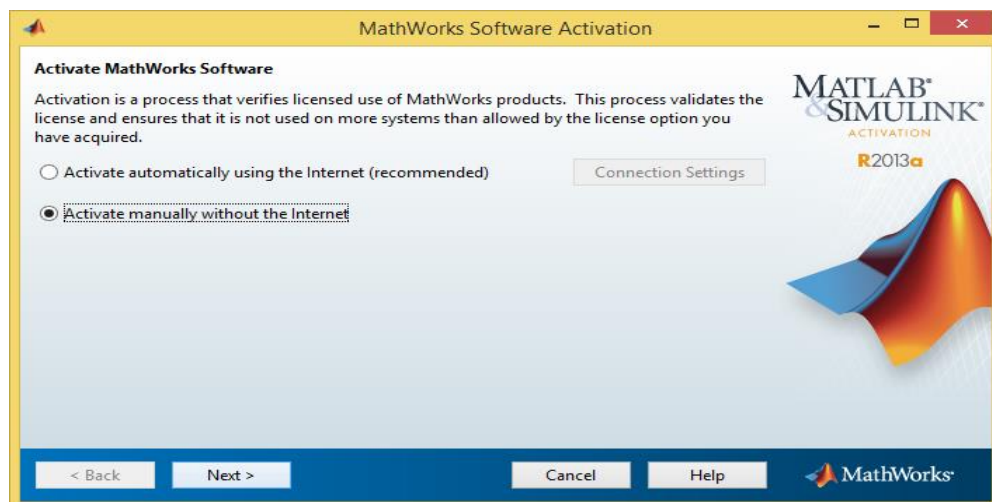 MathWorks Software Activation
Activate MathWorks Software
Activation is a process that verifies licensed use of MathWorks products. This process validates the
license and ensures that it is not used on more systems than allowed by the license option you
have acquired.
Activate automatically using the Internet (recommended)
Connection Settings
Activate manually without the Internet
MATLAB®
&SIMULINK®
ACTIVATION
R2013a
< Back
Next >
Cancel
Help
MathWorks®